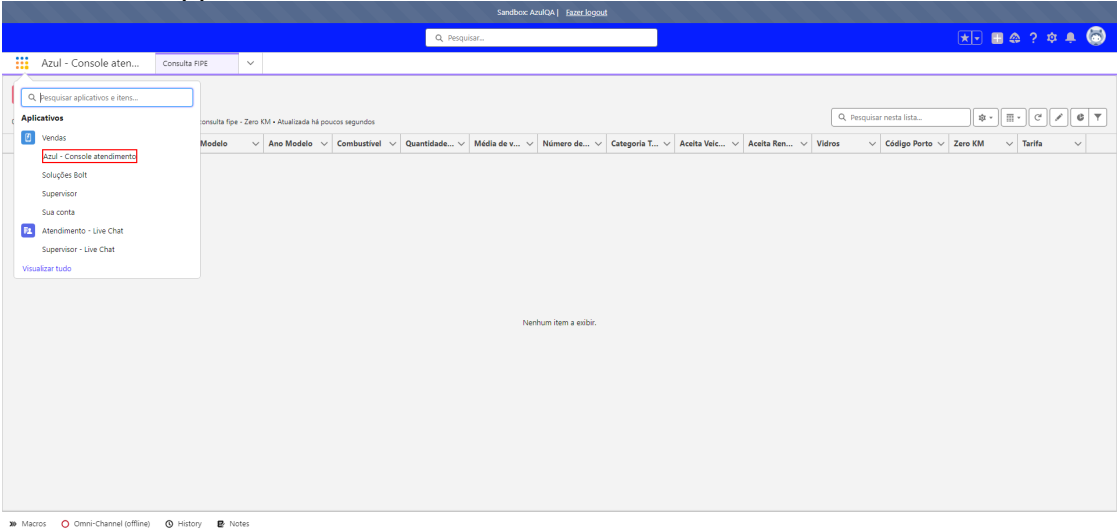 Sandbox: AzulQA | Fazer logout
Pesquisar...
Azul - Console aten...
Consulta FIPE
Pesquisar aplicativos e itens...
Aplicativos
consulta fipe - Zero KM • Atualizada há poucos segundos
Pesquisar nesta lista...
Modelo Ano Modelo Combustível Quantidade... Média de v... Número de... Categoria T... Aceita Veic... Aceita Ren... Vidros Código Porto Zero KM Tarifa
Vendas
Azul - Console atendimento
Soluções Bolt
Supervisor
Sua conta
Atendimento - Live Chat
Supervisor - Live Chat
Visualizar tudo
Nenhum item a exibir.
Macros Omni-Channel (offline) History Notes